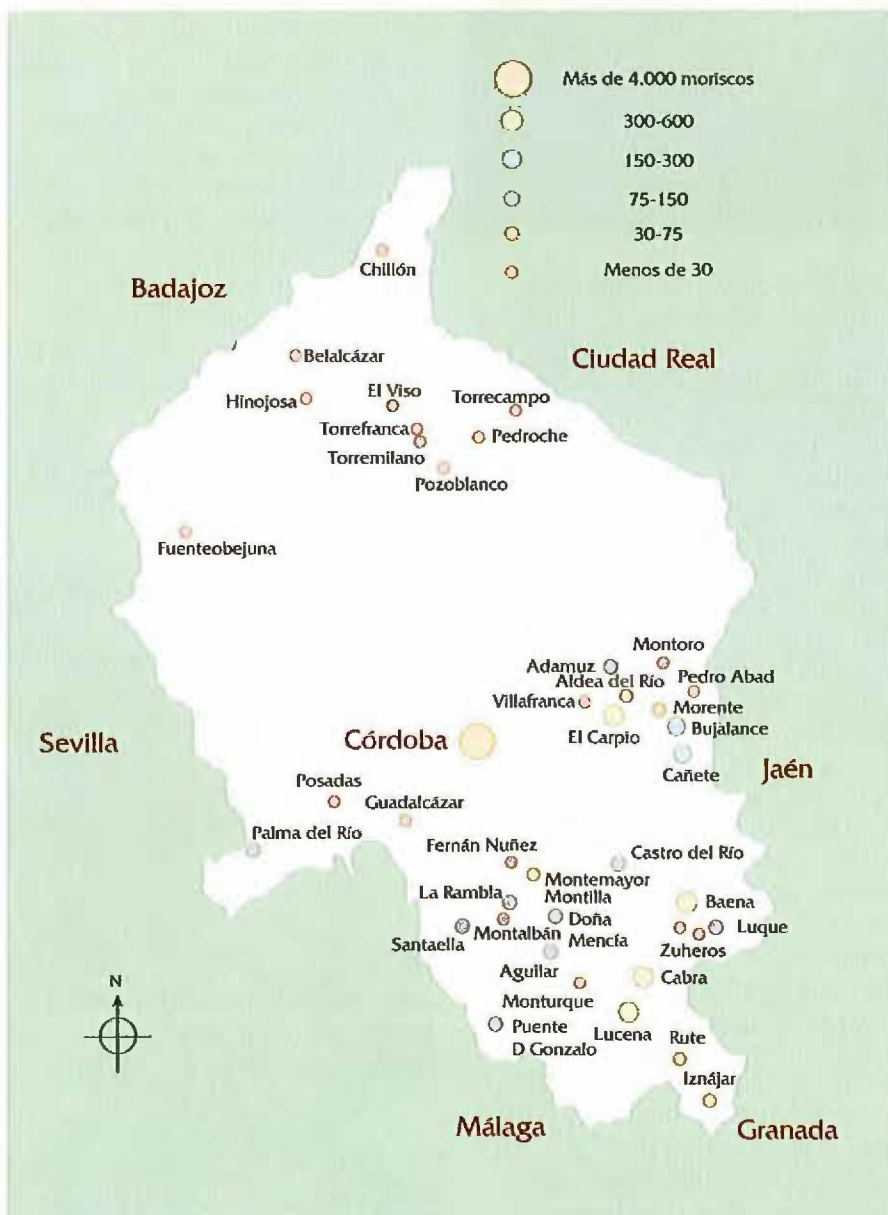 Más de 4.000 moriscos
300-600
150-300
75-150
30-75
Menos de 30
Chillón
Badajoz
Ciudad Real
Belalcázar
Hinojosa
El Viso
Torrecampo
Torrefranca
Pedroche
Torremilano
Pozoblanco
Fuenteobejuna
Montoro
Adamuz
Aldea del Río
Pedro Abad
Villafranca
Morente
El Carpio
Bujalance
Sevilla
Córdoba
Cañete
Jaén
Posadas
Guadalcázar
Palma del Río
Fernán Nuñez
Castro del Río
Montemayor
La Rambla
Montilla
Baena
Doña
Mencía
Luque
Santaella
Montalbán
Zuheros
Aguilar
Cabra
Monturque
N
Puente
D Gonzalo
Lucena
Rute
Iznájar
Málaga
Granada